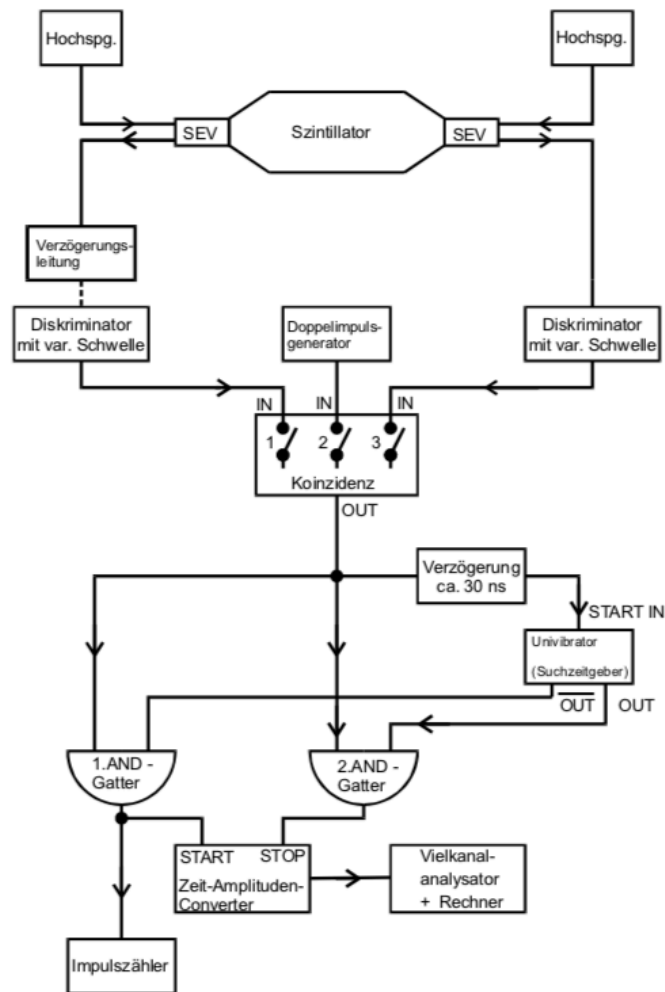 Hochspg.
Hochspg.
SEV
Szintillator
SEV
Verzögerungs-
leitung
Diskriminator
mit var. Schwelle
Doppelimpuls-
generator
Diskriminator
mit var. Schwelle
IN
IN
IN
1
2
3
Koinzidenz
OUT
Verzögerung
ca. 30 ns
START IN
Univibrator
(Suchzeitgeber)
OUT
OUT
1.AND -
Gatter
2.AND -
Gatter
START
STOP
Zeit-Amplituden-
Converter
Vielkanal-
analysator
+ Rechner
Impulszähler